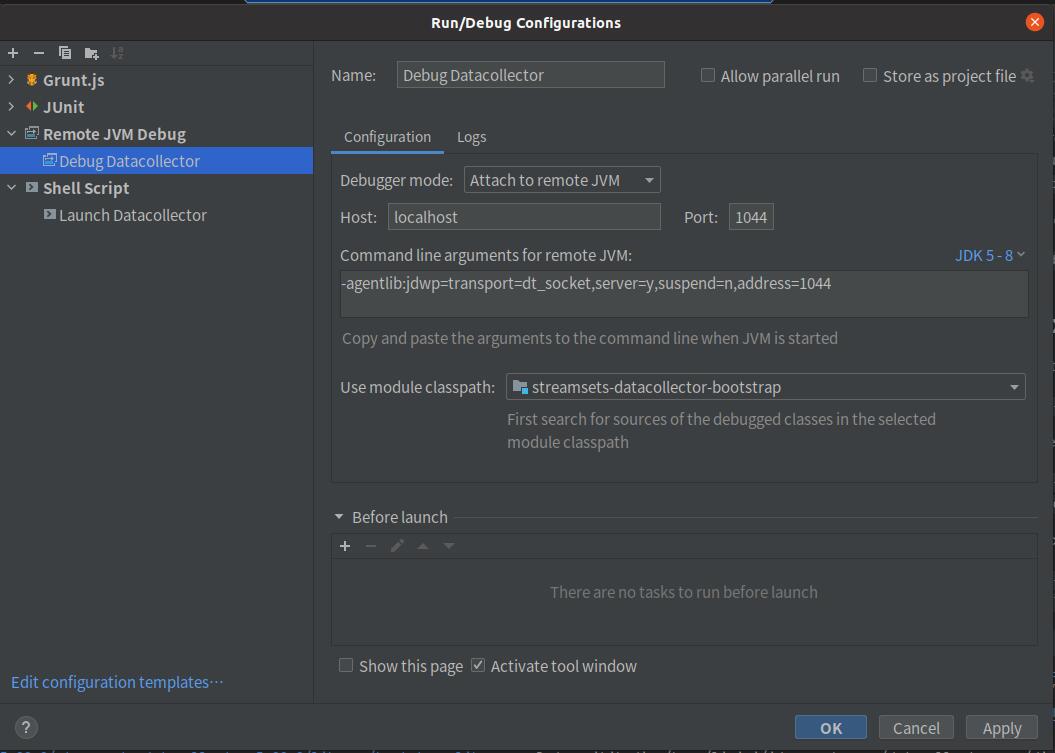 Run/Debug Configurations
Grunt.js
JUnit
Remote JVM Debug
Debug Datacollector
Shell Script
Launch Datacollector
Edit configuration templates...
Name: Debug Datacollector
Allow parallel run
Store as project file
Configuration Logs
Debugger mode: Attach to remote JVM
Host: localhost Port: 1044
Command line arguments for remote JVM: JDK 5 - 8
-agentlib:jdwp=transport=dt_socket,server=y,suspend=n,address=1044
Copy and paste the arguments to the command line when JVM is started
Use module classpath: streamsets-datacollector-bootstrap
First search for sources of the debugged classes in the selected
module classpath
Before launch
There are no tasks to run before launch
Show this page Activate tool window
?
OK Cancel Apply